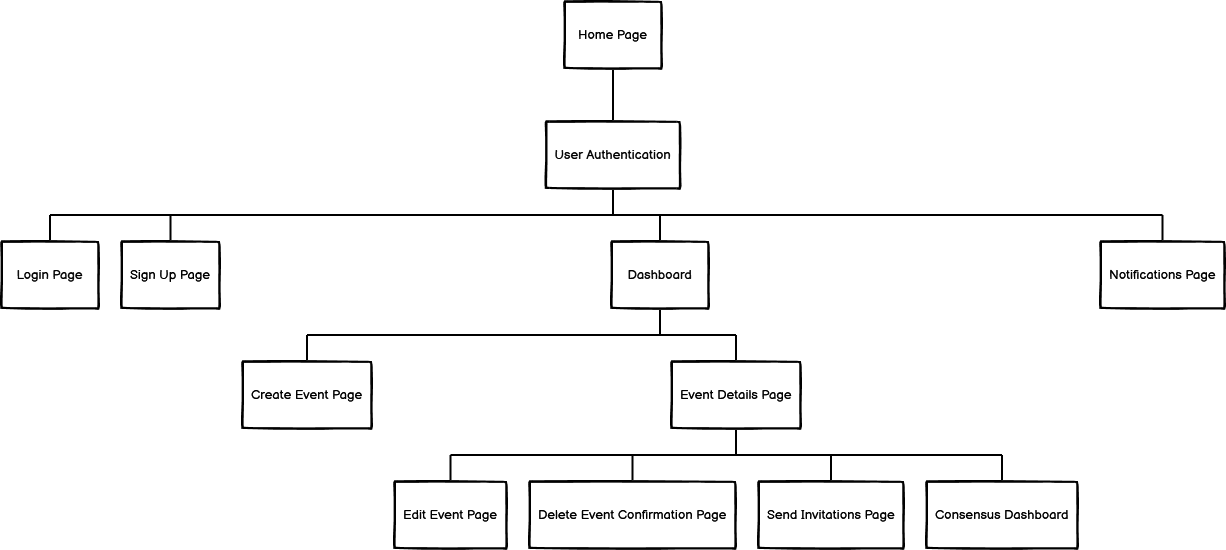 Home Page
User Authentication
Login Page
Sign Up Page
Dashboard
Notifications Page
Create Event Page
Event Details Page
Edit Event Page
Delete Event Confirmation Page
Send Invitations Page
Consensus Dashboard